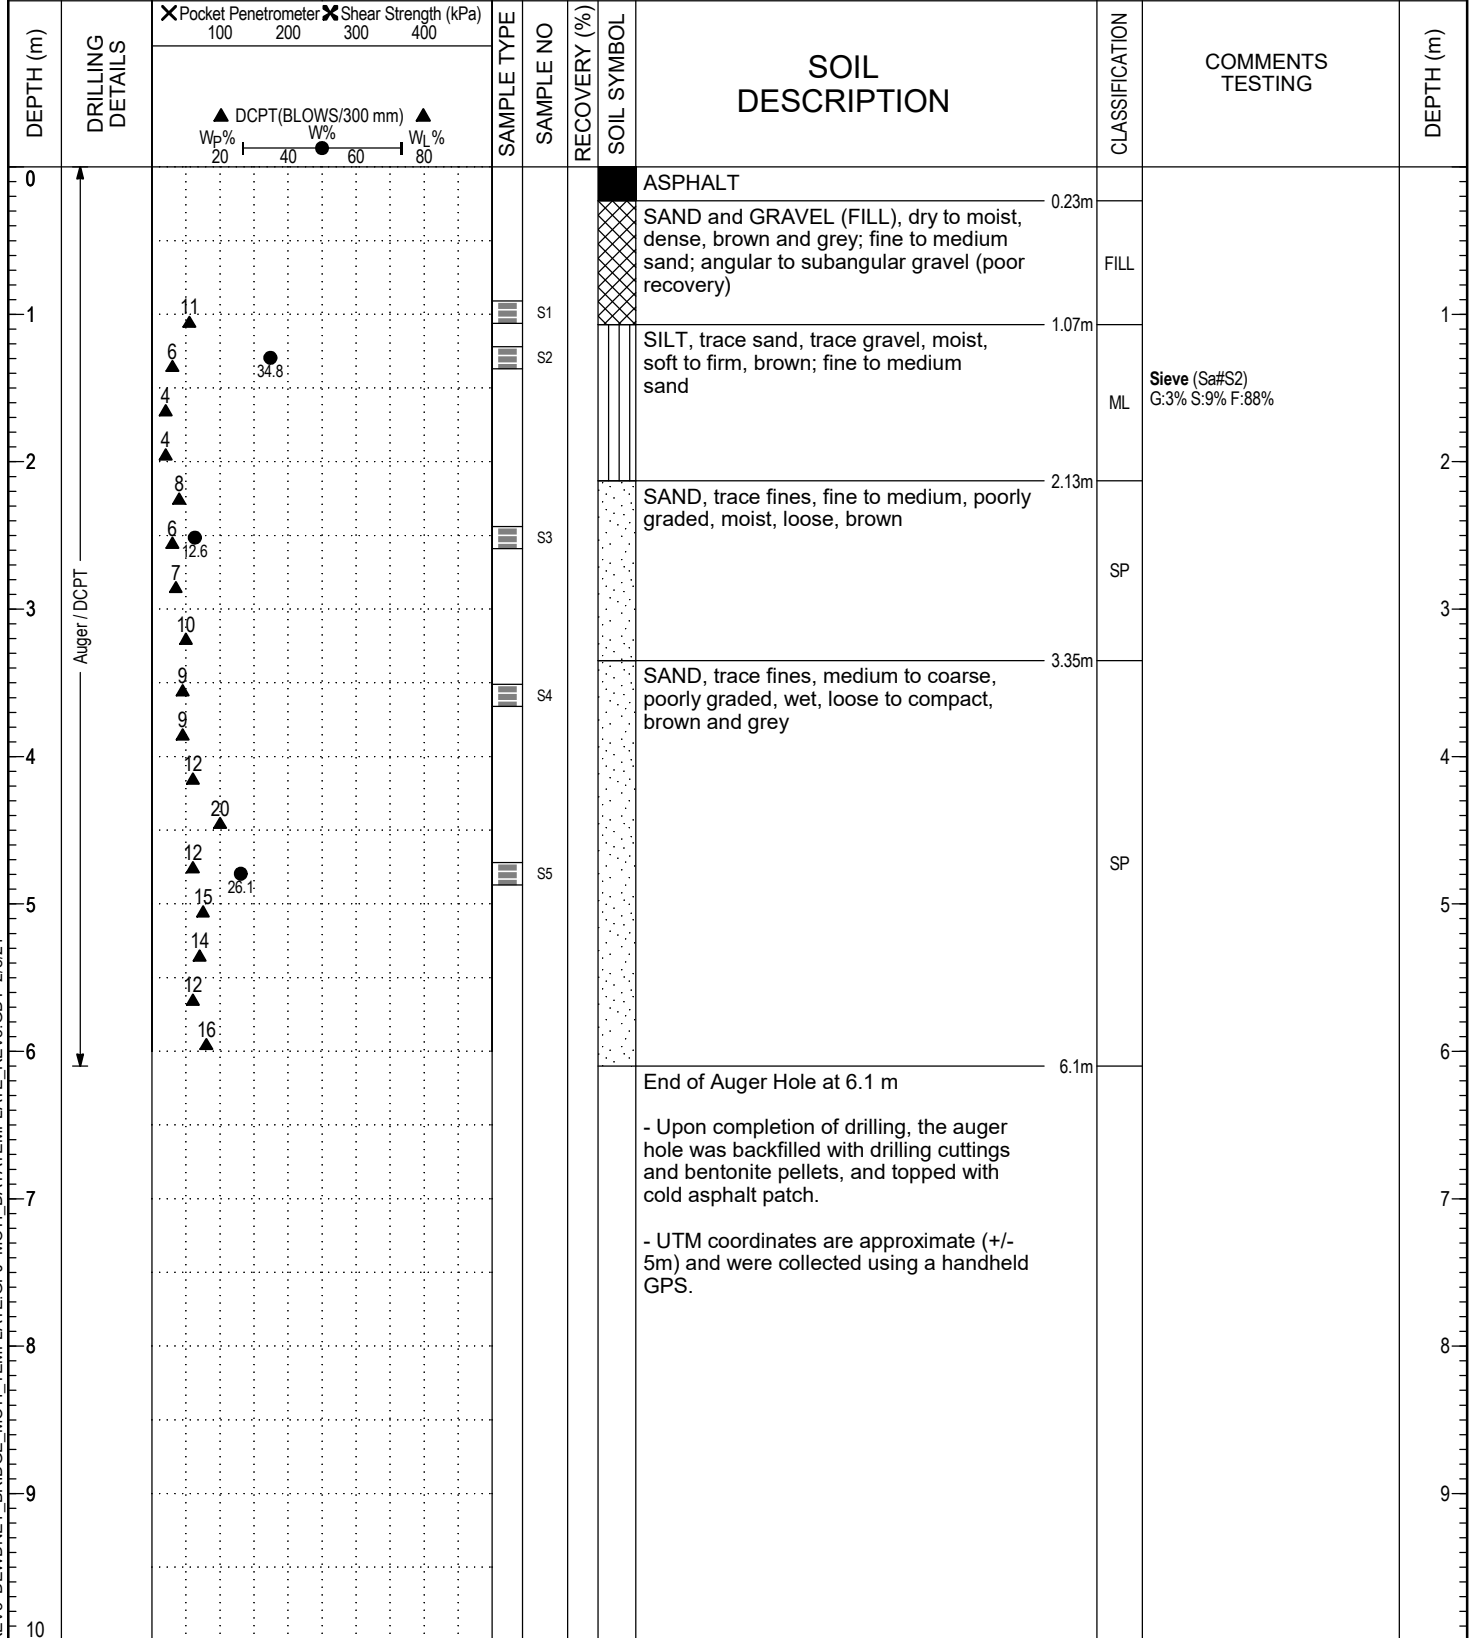 DEPTH (m)
DRILLING
DETAILS
Pocket Penetrometer Shear Strength (kPa)
100 200 300 400
DCPT(BLOWS/300 mm)
WP% W% WL%
20 40 60 80
SAMPLE TYPE
SAMPLE NO
RECOVERY (%)
SOIL SYMBOL
SOIL
DESCRIPTION
CLASSIFICATION
COMMENTS
TESTING
DEPTH (m)
0
ASPHALT
0.23m
SAND and GRAVEL (FILL), dry to moist,
dense, brown and grey; fine to medium
sand; angular to subangular gravel (poor
recovery)
FILL
11
S1
1
1
1.07m
SILT, trace sand, trace gravel, moist,
soft to firm, brown; fine to medium
sand
6
34.8
S2
Sieve (Sa#S2)
G:3% S:9% F:88%
ML
4
4
2
2
2.13m
SAND, trace fines, fine to medium, poorly
graded, moist, loose, brown
8
6
12.6
S3
SP
7
Auger / DCPT
3
3
10
3.35m
SAND, trace fines, medium to coarse,
poorly graded, wet, loose to compact,
brown and grey
9
S4
9
4
4
12
20
12
26.1
S5
SP
15
5
5
14
12
16
6
6
6.1m
End of Auger Hole at 6.1 m
- Upon completion of drilling, the auger
hole was backfilled with drilling cuttings
and bentonite pellets, and topped with
cold asphalt patch.
7
7
- UTM coordinates are approximate (+/-
5m) and were collected using a handheld
GPS.
8
8
9
9
10